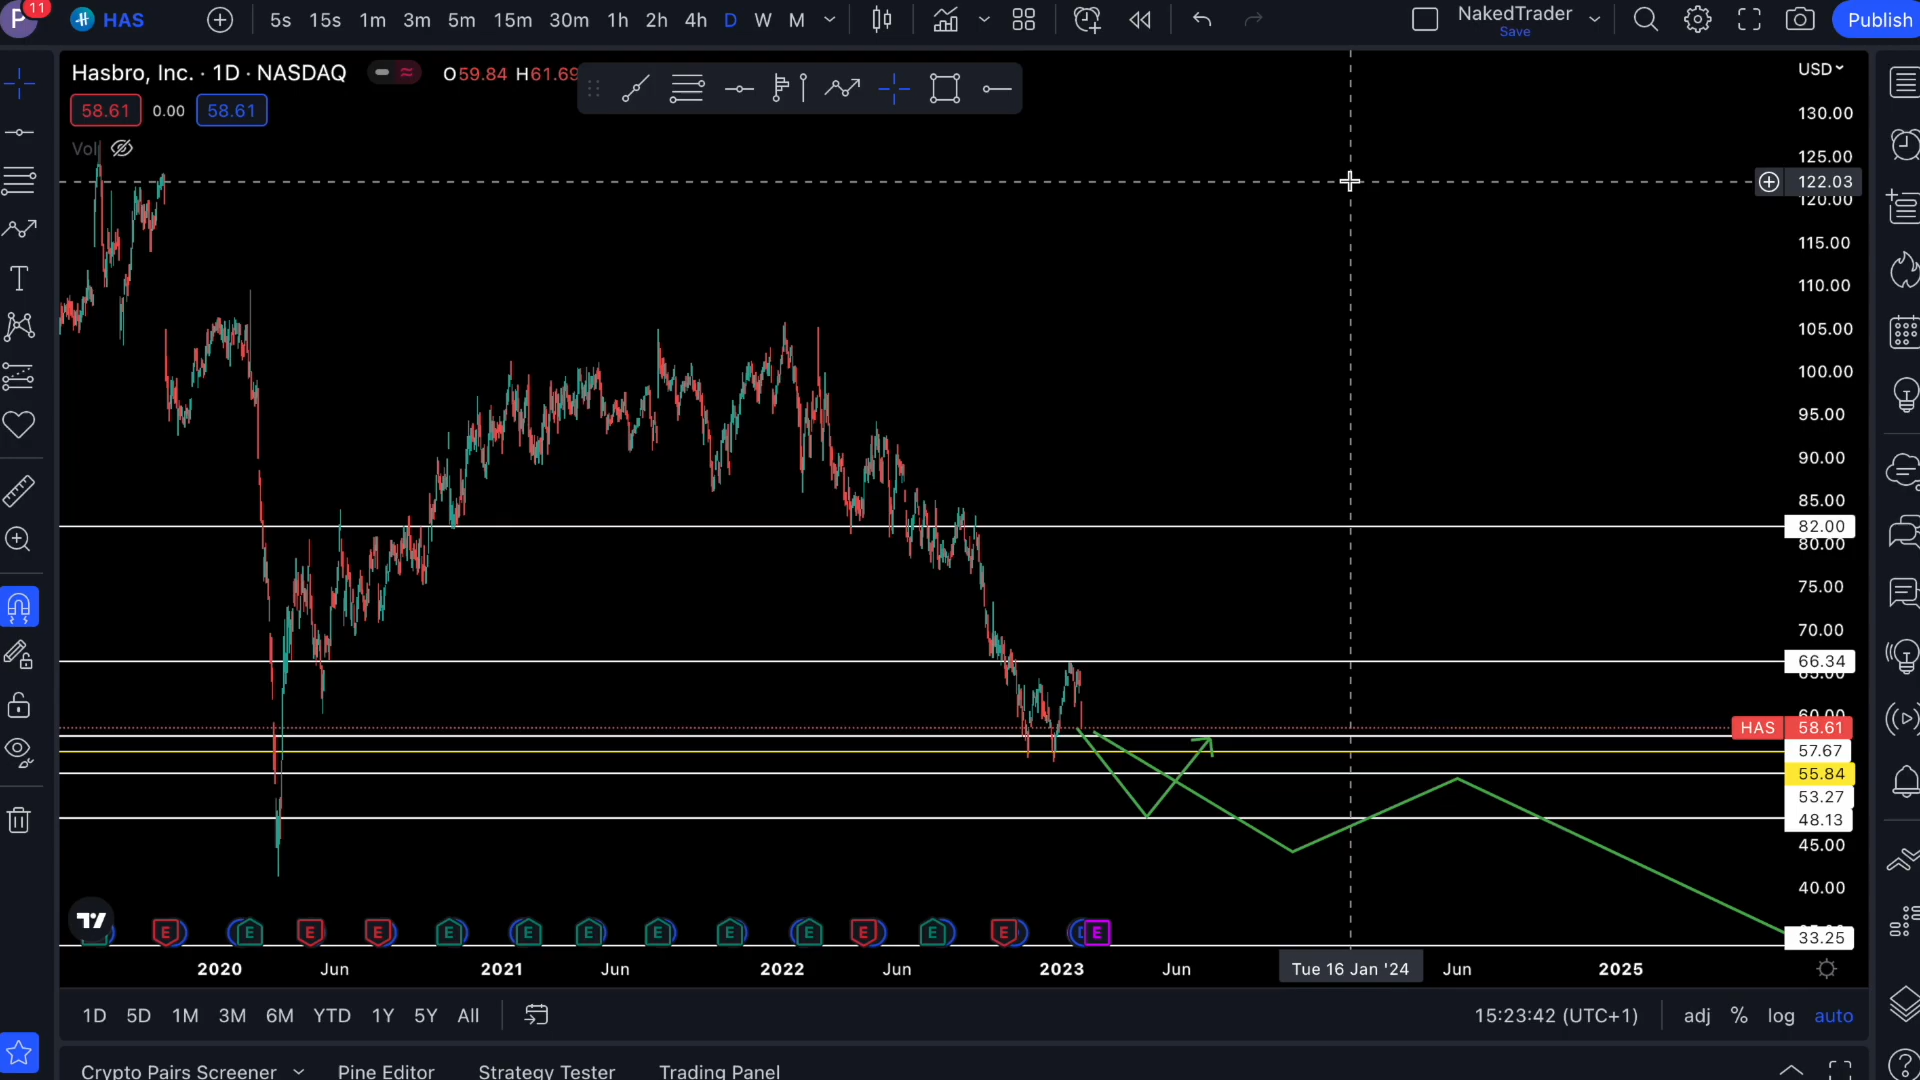 P 11 HAS 5s 15s 1m 3m 5m 15m 30m 1h 2h 4h D W M NakedTrader Publish
Save
Hasbro, Inc. · 1D · NASDAQ O59.84 H61.69
USD
58.61 0.00 58.61
Vol
130.00
125.00
122.03
120.00
115.00
110.00
105.00
100.00
95.00
90.00
85.00
82.00
80.00
75.00
70.00
66.34
65.00
60.00
HAS 58.61
57.67
55.84
53.27
48.13
45.00
40.00
E E E E E E E E E E E E E E
33.25
2020 Jun 2021 Jun 2022 Jun 2023 Jun Tue 16 Jan '24 Jun 2025
1D 5D 1M 3M 6M YTD 1Y 5Y All 15:23:42 (UTC+1) adj % log auto
Crypto Pairs Screener Pine Editor Strategy Tester Trading Panel